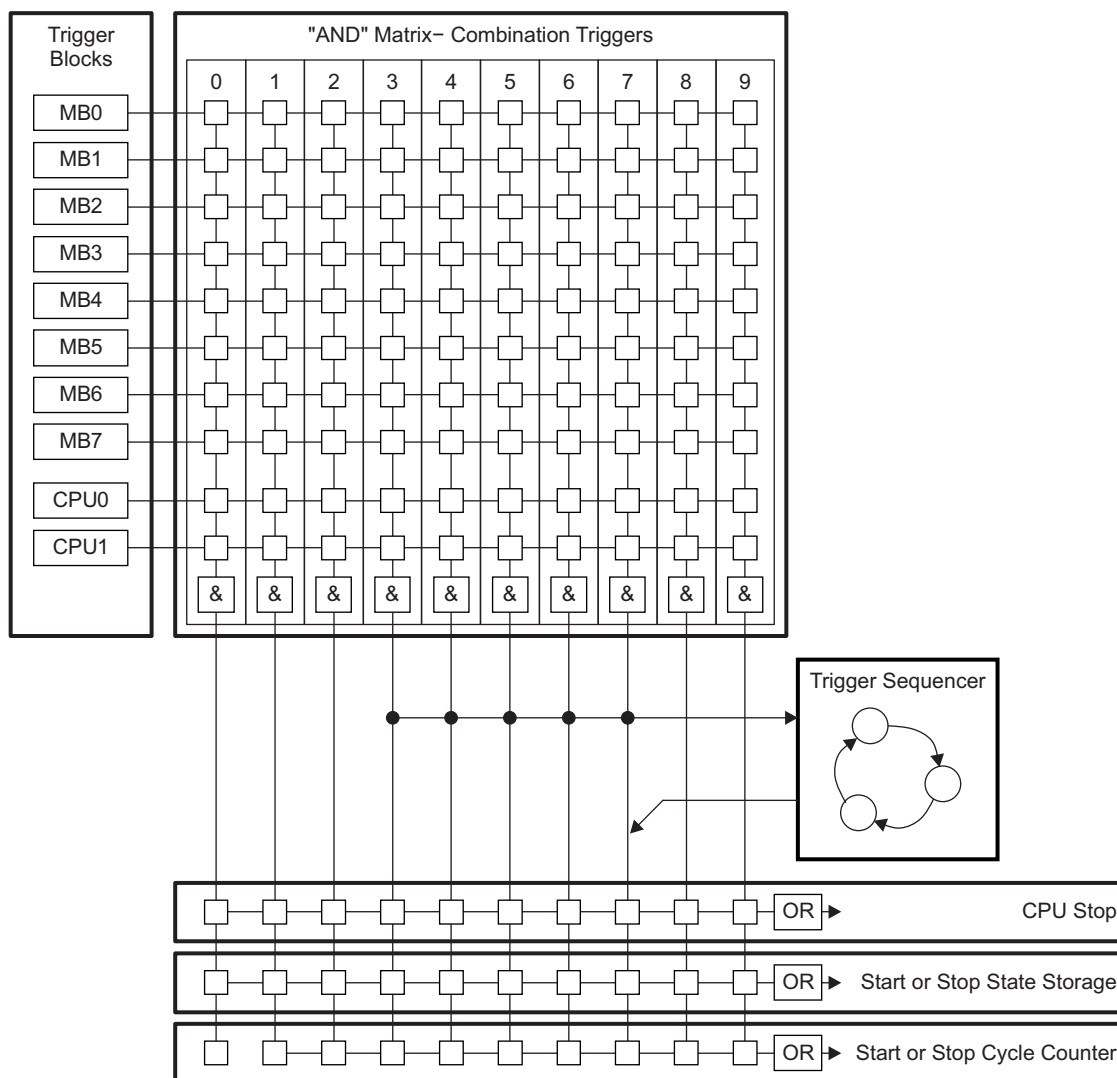 Trigger
Blocks
"AND" Matrix− Combination Triggers
0 1 2 3 4 5 6 7 8 9
MB0
MB1
MB2
MB3
MB4
MB5
MB6
MB7
CPU0
CPU1
& & & & & & & & & &
Trigger Sequencer
OR CPU Stop
OR Start or Stop State Storage
OR Start or Stop Cycle Counter